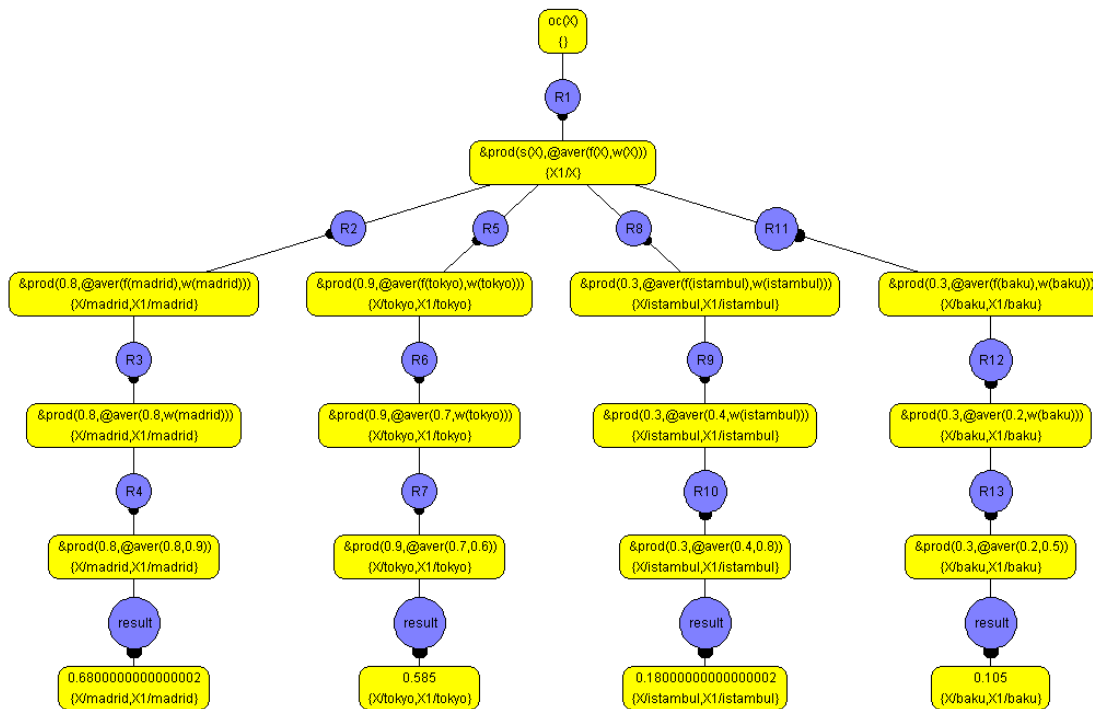 oc(X)
{}
R1
&prod(s(X),@aver(f(X),w(X)))
{X1/X}
R2
R5
R8
R11
&prod(0.8,@aver(f(madrid),w(madrid)))
{X/madrid,X1/madrid}
&prod(0.9,@aver(f(tokyo),w(tokyo)))
{X/tokyo,X1/tokyo}
&prod(0.3,@aver(f(istambul),w(istambul)))
{X/istambul,X1/istambul}
&prod(0.3,@aver(f(baku),w(baku)))
{X/baku,X1/baku}
R3
R6
R9
R12
&prod(0.8,@aver(0.8,w(madrid)))
{X/madrid,X1/madrid}
&prod(0.9,@aver(0.7,w(tokyo)))
{X/tokyo,X1/tokyo}
&prod(0.3,@aver(0.4,w(istambul)))
{X/istambul,X1/istambul}
&prod(0.3,@aver(0.2,w(baku)))
{X/baku,X1/baku}
R4
R7
R10
R13
&prod(0.8,@aver(0.8,0.9))
{X/madrid,X1/madrid}
&prod(0.9,@aver(0.7,0.6))
{X/tokyo,X1/tokyo}
&prod(0.3,@aver(0.4,0.8))
{X/istambul,X1/istambul}
&prod(0.3,@aver(0.2,0.5))
{X/baku,X1/baku}
result
result
result
result
0.6800000000000002
{X/madrid,X1/madrid}
0.585
{X/tokyo,X1/tokyo}
0.18000000000000002
{X/istambul,X1/istambul}
0.105
{X/baku,X1/baku}